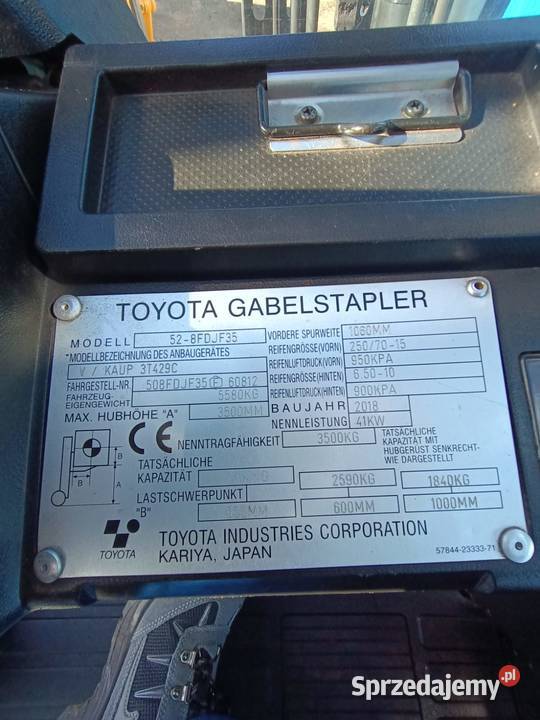 TOYOTA GABELSTAPLER
MODELL 52-8FDJF35
*MODELLBEZEICHNUNG DES ANBAUGERÄTES
V / KAUP 3T429C
FAHRGESTELL-NR. 508FDJF35(F) 60812
FAHRZEUG-EIGENGEWICHT 5580KG
MAX. HUBHÖHE "A" 3500MM
VORDERE SPURWEITE 1060MM
REIFENGRÖSSE(VORN) 250/70-15
REIFENLUFTDRUCK(VORN) 950KPA
REIFENGRÖSSE(HINTEN) 6.50-10
REIFENLUFTDRUCK(HINTEN) 900KPA
BAUJAHR 2018
NENNLEISTUNG 41KW
B
B
A
CE
NENNTRAGFÄHIGKEIT 3500KG
TATSÄCHLICHE
KAPAZITÄT MIT
HUBGERÜST SENKRECHT-
WIE DARGESTELLT
TATSÄCHLICHE
KAPAZITÄT 2590KG 1840KG
LASTSCHWERPUNKT
"B" 600MM 1000MM
TOYOTA
TOYOTA INDUSTRIES CORPORATION
KARIYA, JAPAN
57844-23333-71
Sprzedajemy.pl